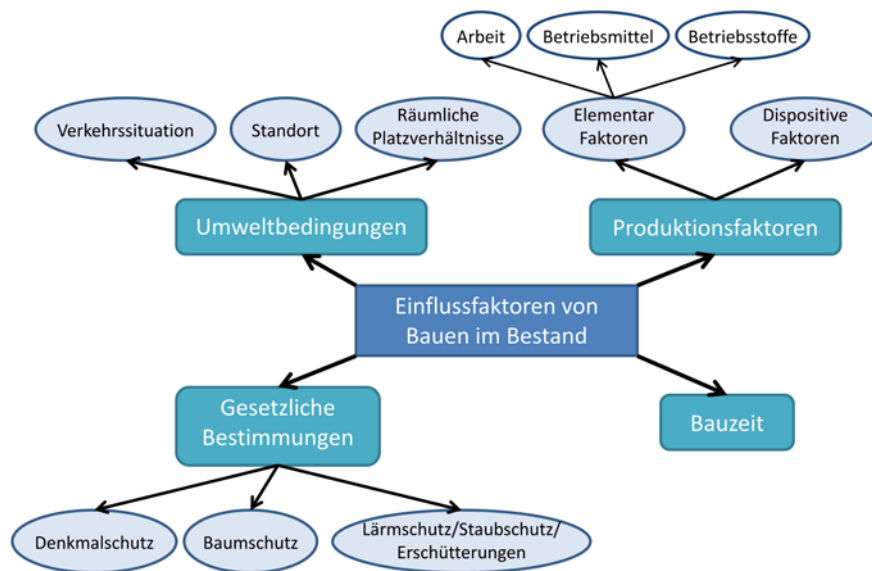 Arbeit
Betriebsmittel
Betriebsstoffe
Verkehrssituation
Standort
Räumliche
Platzverhältnisse
Elementar
Faktoren
Dispositive
Faktoren
Umweltbedingungen
Produktionsfaktoren
Einflussfaktoren von
Bauen im Bestand
Gesetzliche
Bestimmungen
Bauzeit
Denkmalschutz
Baumschutz
Lärmschutz/Staubschutz/
Erschütterungen